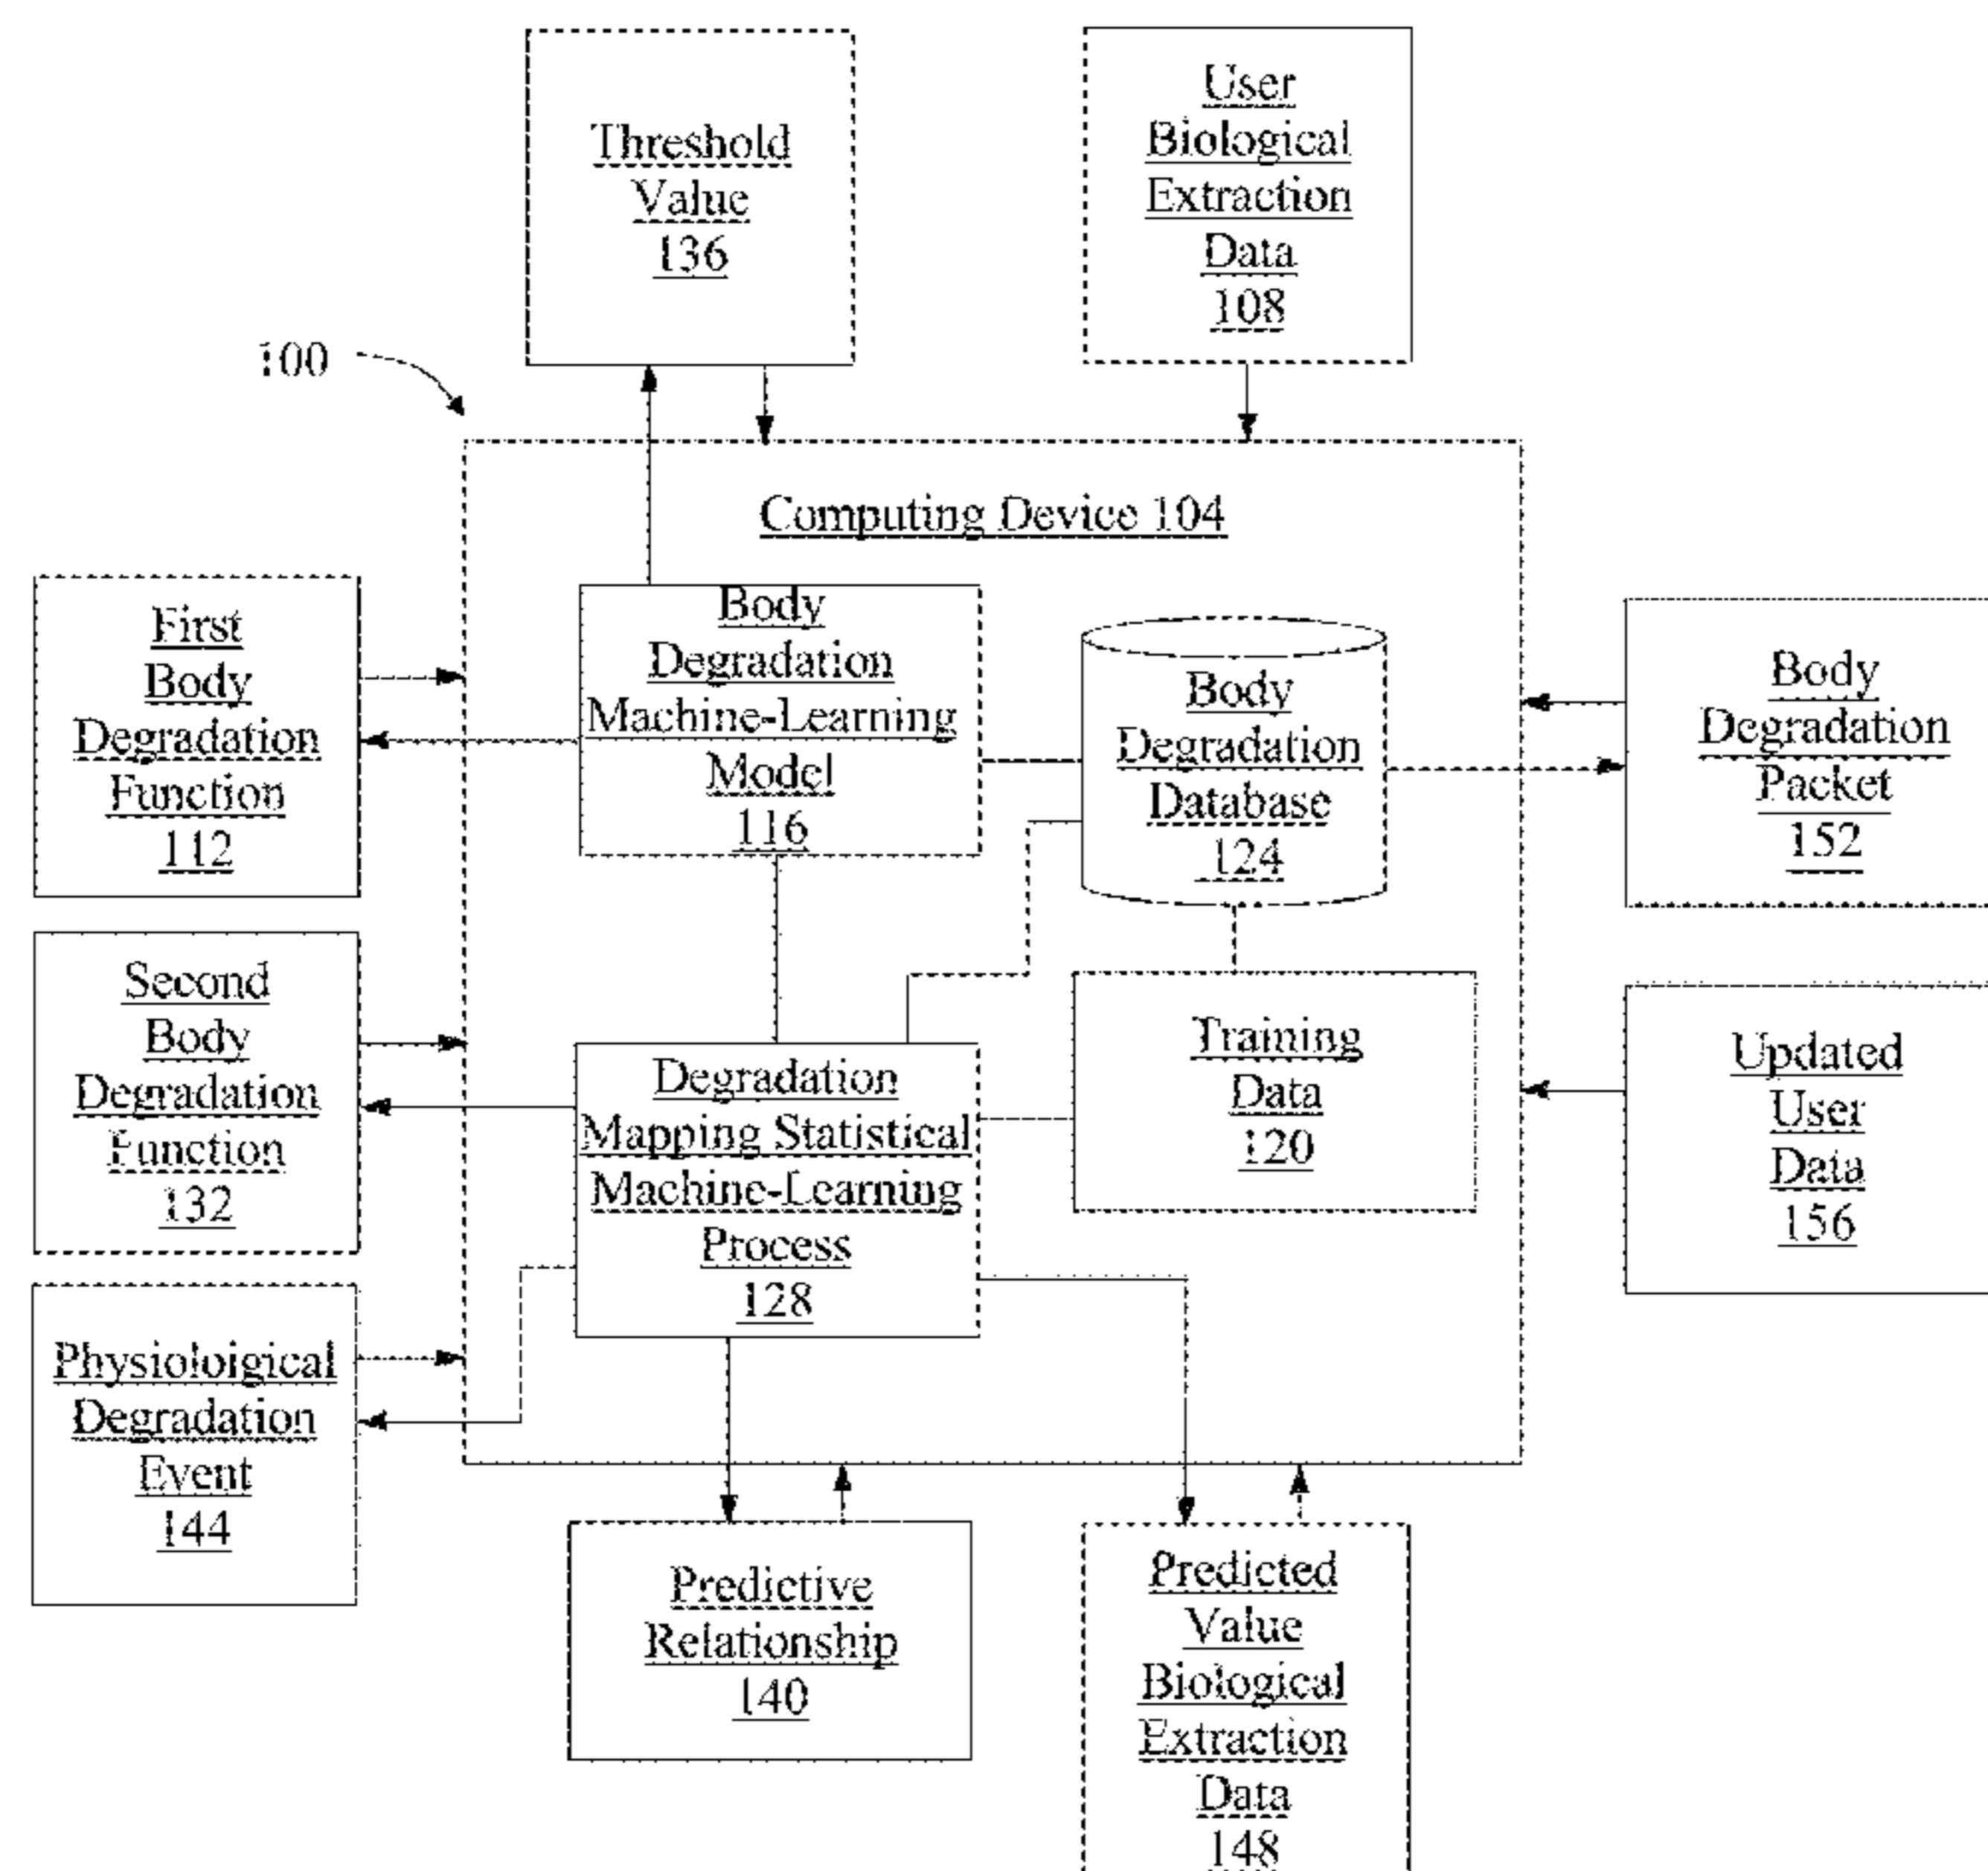 Threshold
Value
136
User
Biological
Extraction
Data
108
100
Computing Device 104
First
Body
Degradation
Function
112
Body
Degradation
Machine-Learning
Model
116
Body
Degradation
Database
124
Body
Degradation
Packet
152
Second
Body
Degradation
Function
132
Degradation
Mapping Statistical
Machine-Learning
Process
128
Training
Data
120
Updated
User
Data
156
Physioloigical
Degradation
Event
144
Predictive
Relationship
140
Predicted
Value
Biological
Extraction
Data
148